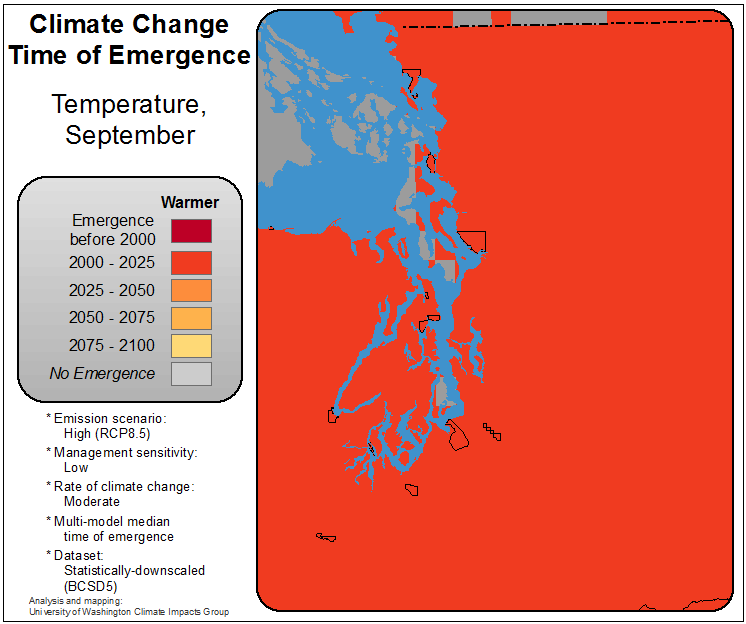 Climate Change
Time of Emergence
Temperature,
September
Warmer
Emergence
before 2000
2000 - 2025
2025 - 2050
2050 - 2075
2075 - 2100
No Emergence
* Emission scenario:
High (RCP8.5)
* Management sensitivity:
Low
* Rate of climate change:
Moderate
* Multi-model median
time of emergence
* Dataset:
Statistically-downscaled
(BCSD5)
Analysis and mapping:
University of Washington Climate Impacts Group